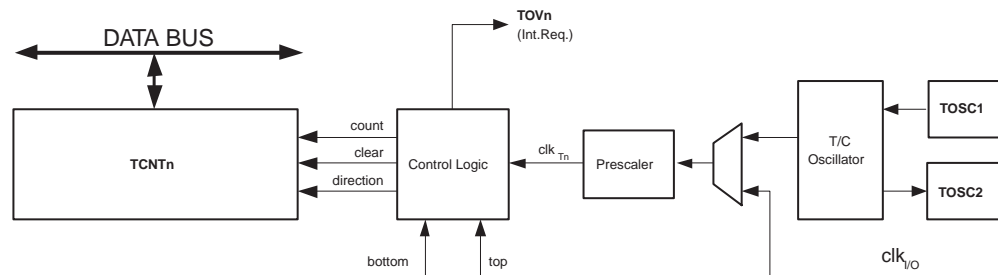 TOVn
(Int.Req.)
DATA BUS
TCNTn
count
clear
direction
Control Logic
clk Tn
Prescaler
T/C
Oscillator
TOSC1
TOSC2
bottom
top
clk I/O